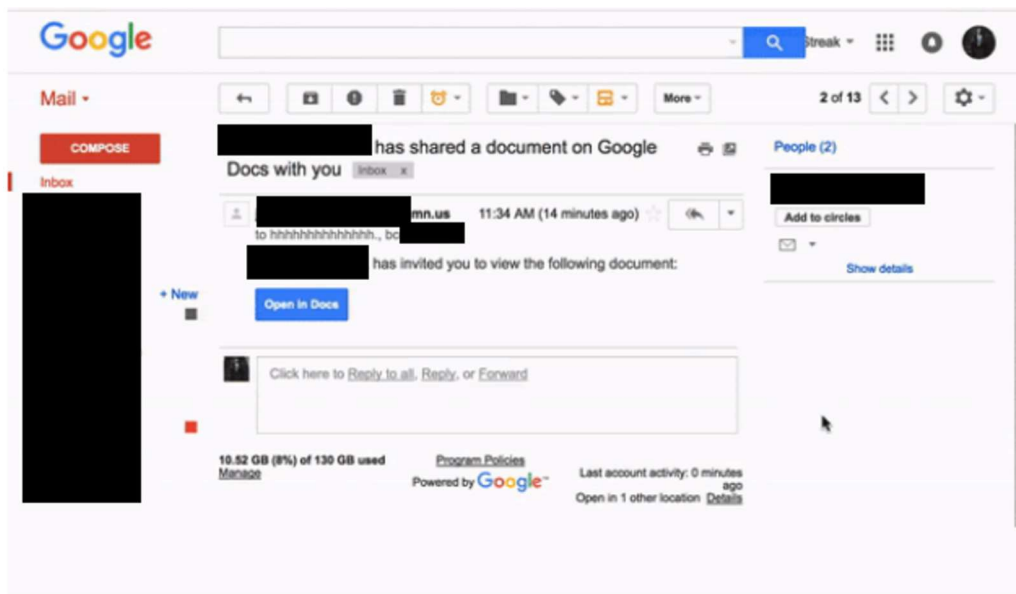 Google
Streak
Mail
More
2 of 13
COMPOSE
has shared a document on Google
Docs with you Inbox x
People (2)
Inbox
mn.us 11:34 AM (14 minutes ago)
to hhhhhhhhhhhhhh., bc
Add to circles
has invited you to view the following document:
Show details
+ New
Open in Docs
Click here to Reply to all, Reply, or Forward
10.52 GB (8%) of 130 GB used
Manage
Program Policies
Powered by Google™
Last account activity: 0 minutes
ago
Open in 1 other location Details